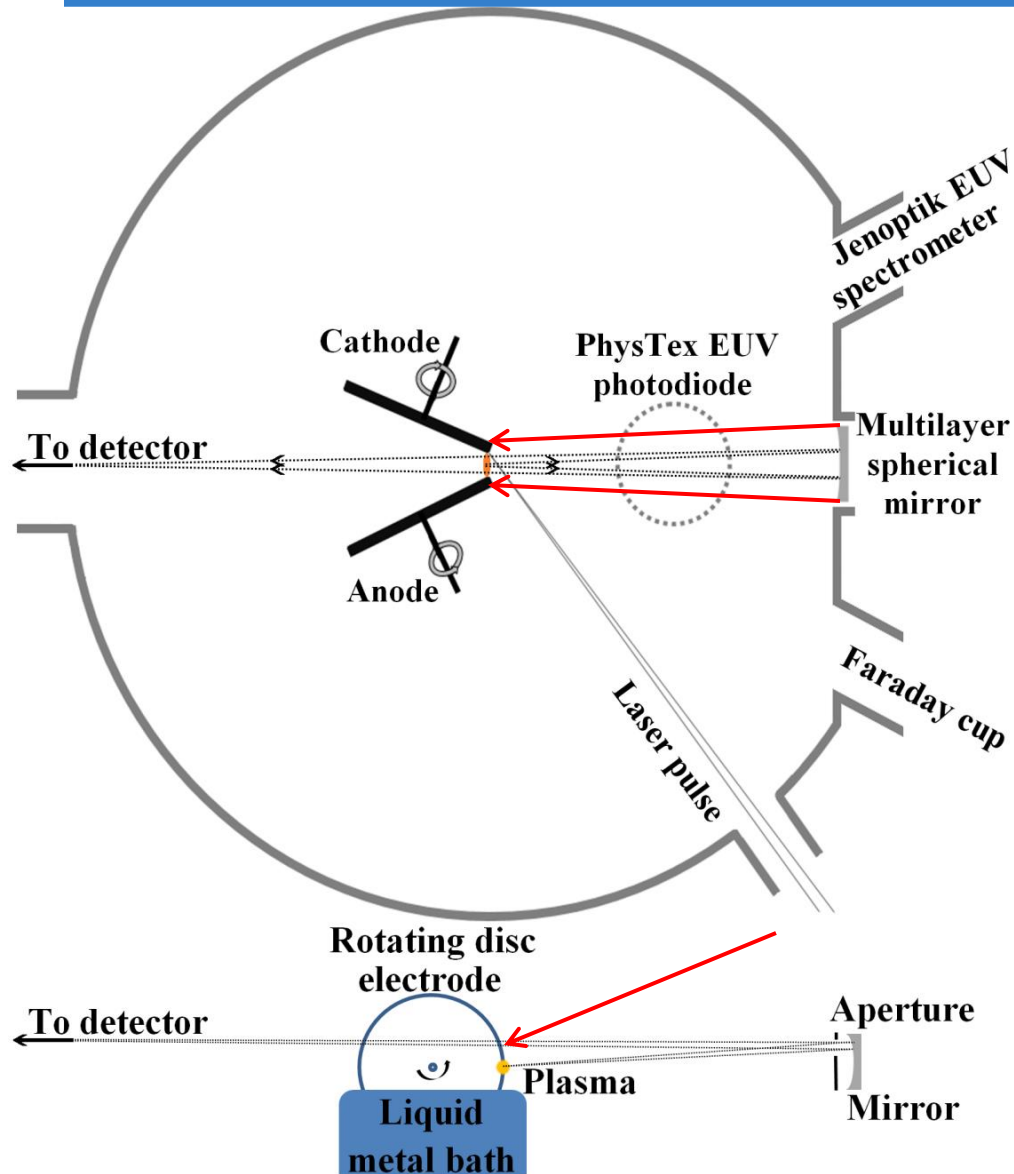 Jenoptik EUV
spectrometer
Cathode
PhysTex EUV
photodiode
To detector
Multilayer
spherical
mirror
Anode
Faraday cup
Laser pulse
Rotating disc
electrode
To detector
Aperture
Plasma
Mirror
Liquid
metal bath